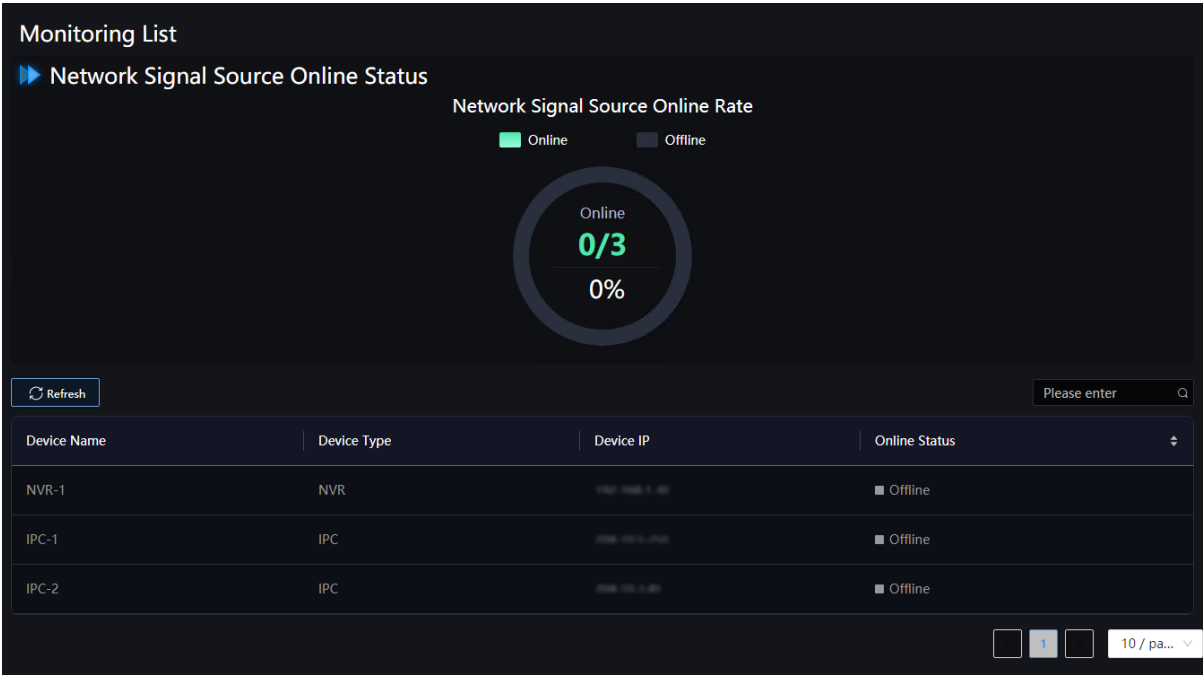 Monitoring List
Network Signal Source Online Status
Network Signal Source Online Rate
Online Offline
Online
0/3
0%
Refresh Please enter
Device Name Device Type Device IP Online Status
NVR-1 NVR Offline
IPC-1 IPC Offline
IPC-2 IPC Offline
1 10 / pa...